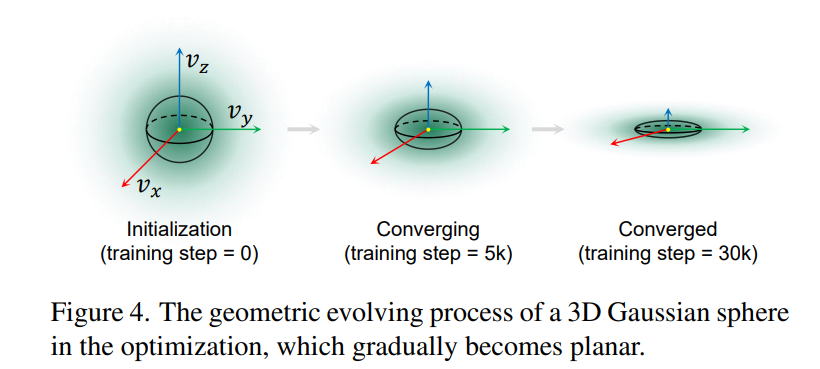 v_z
v_y
v_x
Initialization
(training step = 0)
Converging
(training step = 5k)
Converged
(training step = 30k)
Figure 4. The geometric evolving process of a 3D Gaussian sphere
in the optimization, which gradually becomes planar.